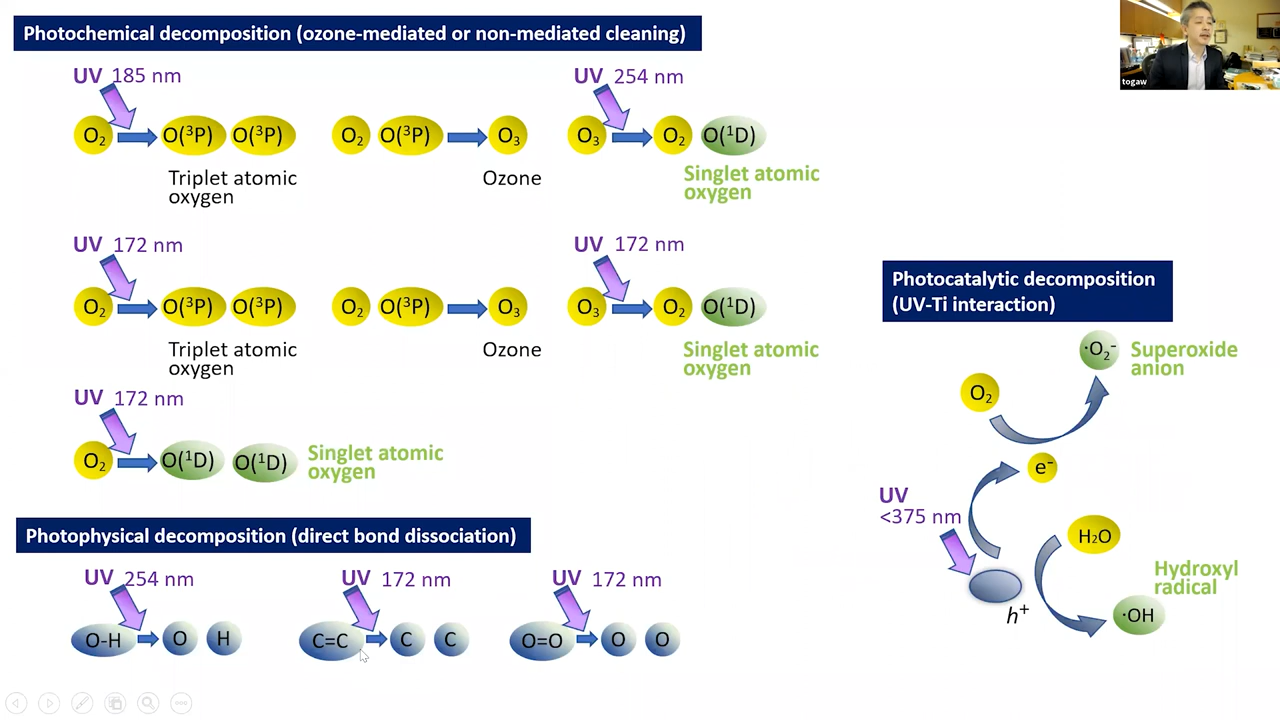 Photochemical decomposition (ozone-mediated or non-mediated cleaning)
togaw
UV 185 nm
UV 254 nm
O₂ O(³P) O(³P)
O₂ O(³P) O₃
O₃ O₂ O(¹D)
Triplet atomic
oxygen
Ozone
Singlet atomic
oxygen
UV 172 nm
UV 172 nm
O₂ O(³P) O(³P)
O₂ O(³P) O₃
O₃ O₂ O(¹D)
Triplet atomic
oxygen
Ozone
Singlet atomic
oxygen
UV 172 nm
O₂ O(¹D) O(¹D)
Singlet atomic
oxygen
Photophysical decomposition (direct bond dissociation)
UV 254 nm
UV 172 nm
UV 172 nm
O-H O H
C=C C C
O=O O O
Photocatalytic decomposition
(UV-Ti interaction)
·O₂⁻
Superoxide
anion
O₂
e⁻
UV
<375 nm
H₂O
Hydroxyl
radical
h⁺
·OH